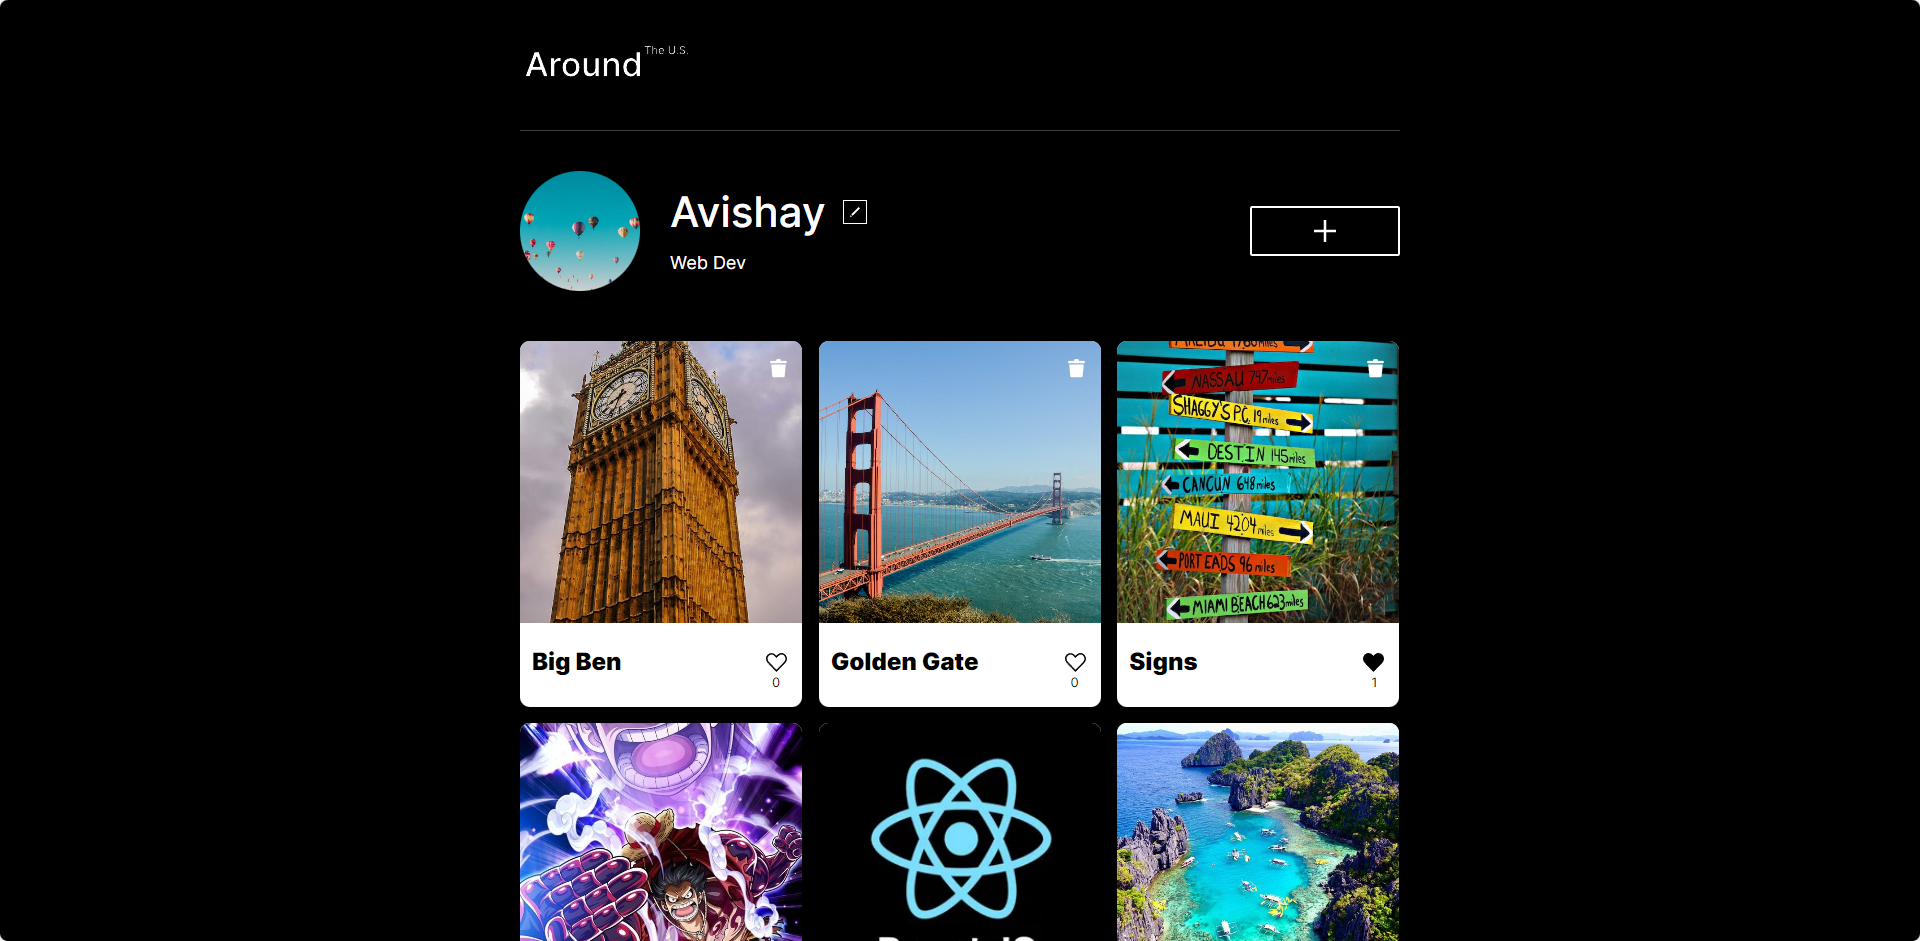 Around The U.S.
Avishay
Web Dev
NASSAU 747 miles
SHAGGY'S P.C. 19 miles
DESTIN 145 miles
CANCUN 648 miles
MAUI 4204 miles
PORT EADS 96 miles
MIAMI BEACH 623 miles
Big Ben
0
Golden Gate
0
Signs
1